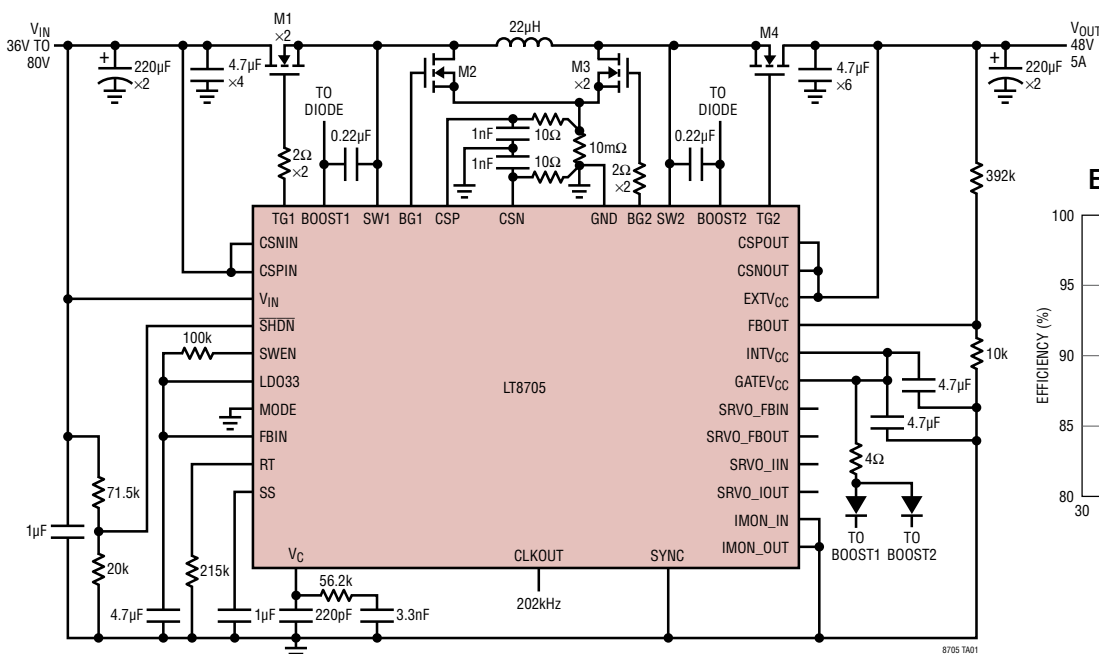 VIN
36V TO
80V
M1
×2
22µH
M4
VOUT
48V
5A
+
220µF
×2
4.7µF
×4
M2
M3
×2
4.7µF
×6
+
220µF
×2
TO
DIODE
TO
DIODE
0.22µF
0.22µF
1nF
10Ω
1nF
10Ω
10mΩ
2Ω
×2
2Ω
×2
392k
TG1 BOOST1 SW1 BG1 CSP CSN GND BG2 SW2 BOOST2 TG2
CSNIN
CSPIN
VIN
SHDN
SWEN
LDO33
MODE
FBIN
RT
SS
100k
LT8705
CSPOUT
CSNOUT
EXTVCC
FBOUT
INTVCC
GATEVCC
SRVO_FBIN
SRVO_FBOUT
SRVO_IIN
SRVO_IOUT
IMON_IN
IMON_OUT
10k
4.7µF
4.7µF
4Ω
TO
BOOST1
TO
BOOST2
71.5k
1µF
20k
215k
VC
CLKOUT
SYNC
56.2k
202kHz
4.7µF
1µF
220pF
3.3nF
8705 TA01
E
100
95
90
85
80
30
EFFICIENCY (%)